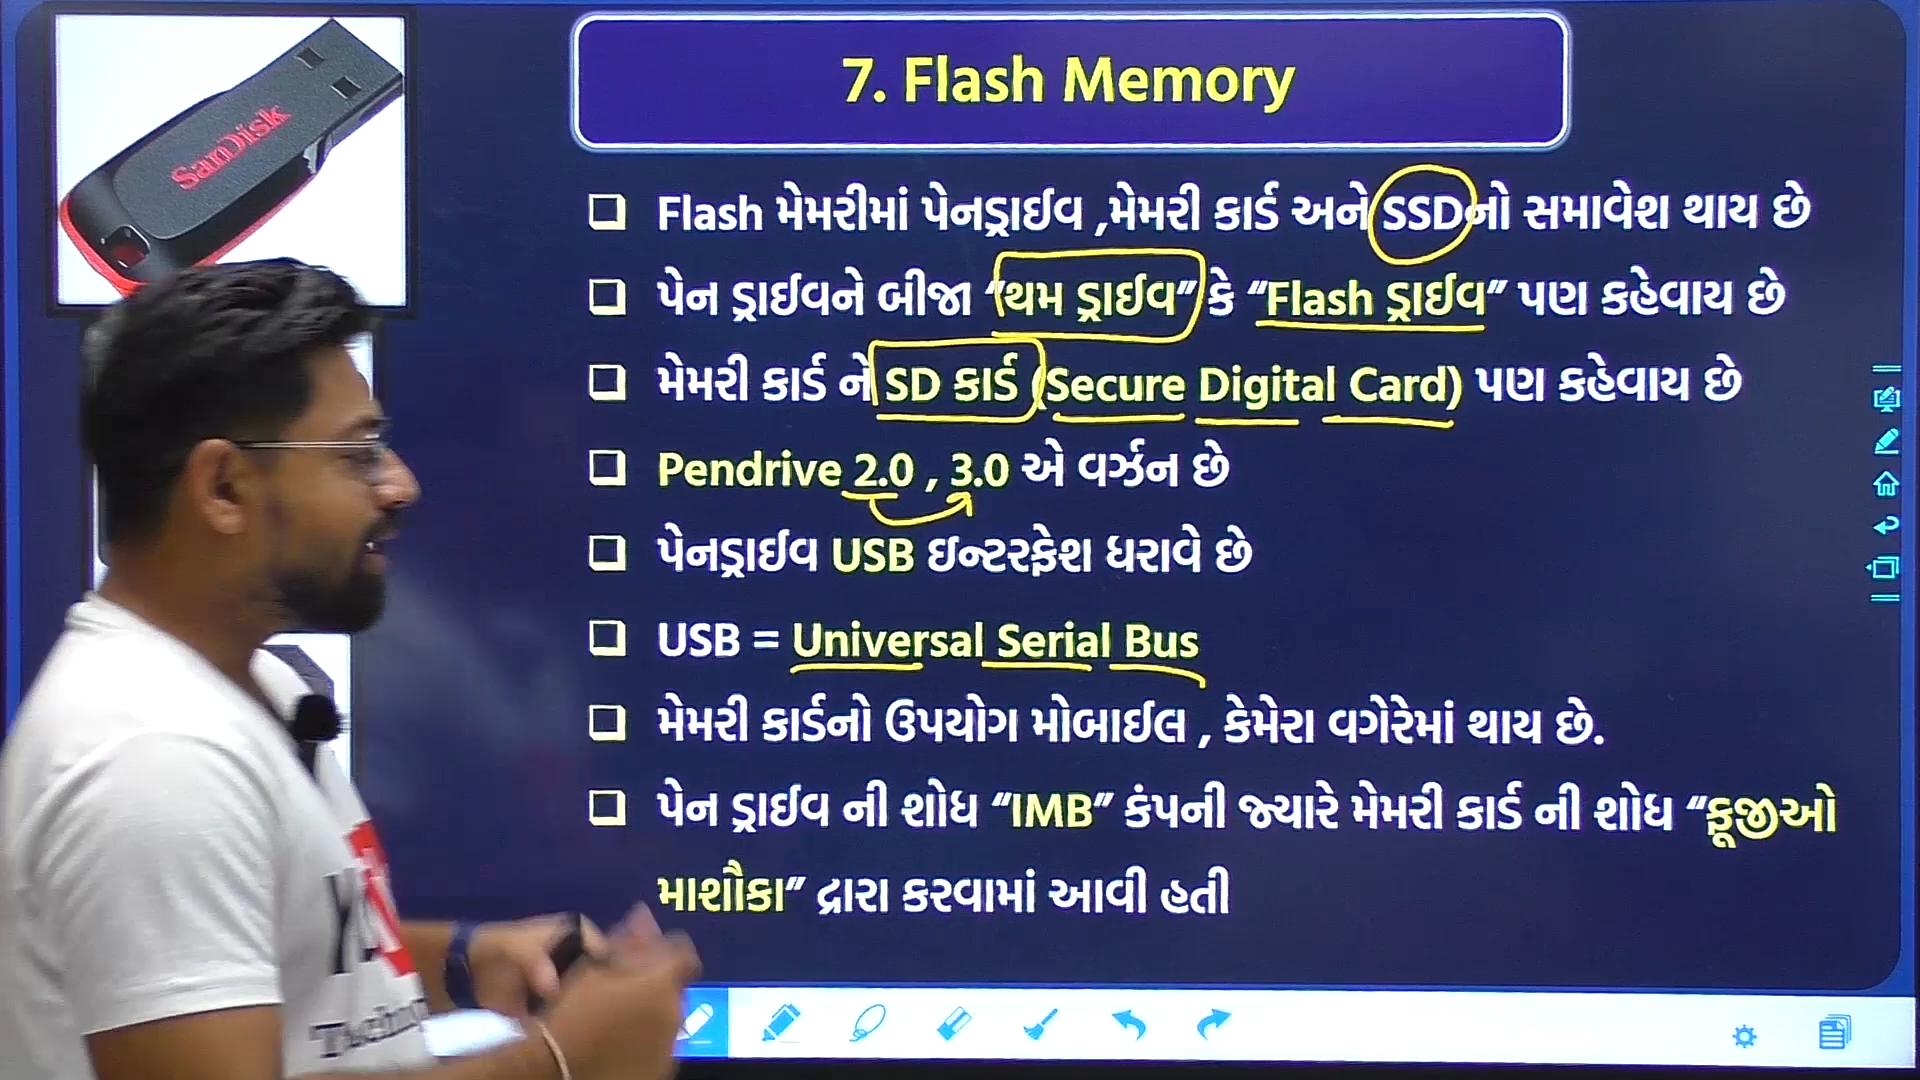 SanDisk
7. Flash Memory
❑ Flash મેમરીમાં પેનડ્રાઈવ ,મેમરી કાર્ડ અને SSDનો સમાવેશ થાય છે
❑ પેન ડ્રાઈવને બીજા “થમ ડ્રાઈવ” કે “Flash ડ્રાઈવ” પણ કહેવાય છે
❑ મેમરી કાર્ડ ને SD કાર્ડ (Secure Digital Card) પણ કહેવાય છે
❑ Pendrive 2.0 , 3.0 એ વર્ઝન છે
❑ પેનડ્રાઈવ USB ઇન્ટરફેશ ધરાવે છે
❑ USB = Universal Serial Bus
❑ મેમરી કાર્ડનો ઉપયોગ મોબાઈલ , કેમેરા વગેરેમાં થાય છે.
❑ પેન ડ્રાઈવ ની શોધ “IMB” કંપની જ્યારે મેમરી કાર્ડ ની શોધ “ફૂજીઓ
માશૌકા” દ્રારા કરવામાં આવી હતી